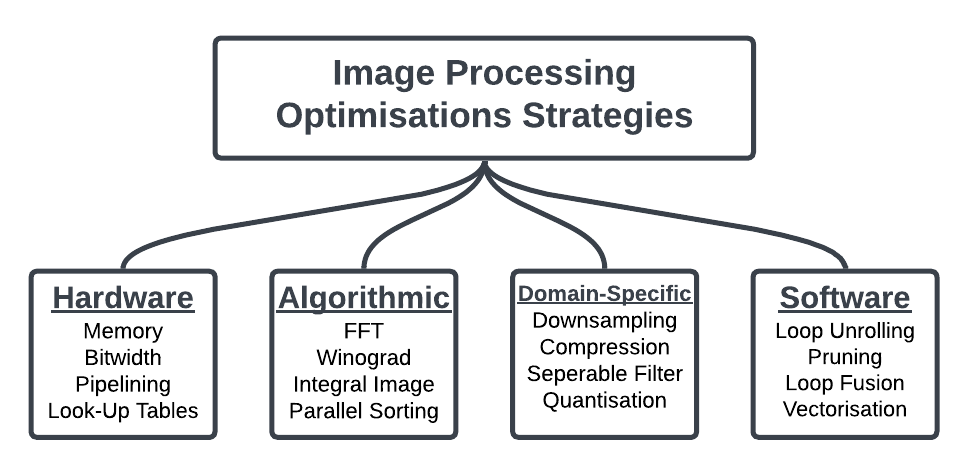 Image Processing
Optimisations Strategies
Hardware
Memory
Bitwidth
Pipelining
Look-Up Tables
Algorithmic
FFT
Winograd
Integral Image
Parallel Sorting
Domain-Specific
Downsampling
Compression
Seperable Filter
Quantisation
Software
Loop Unrolling
Pruning
Loop Fusion
Vectorisation